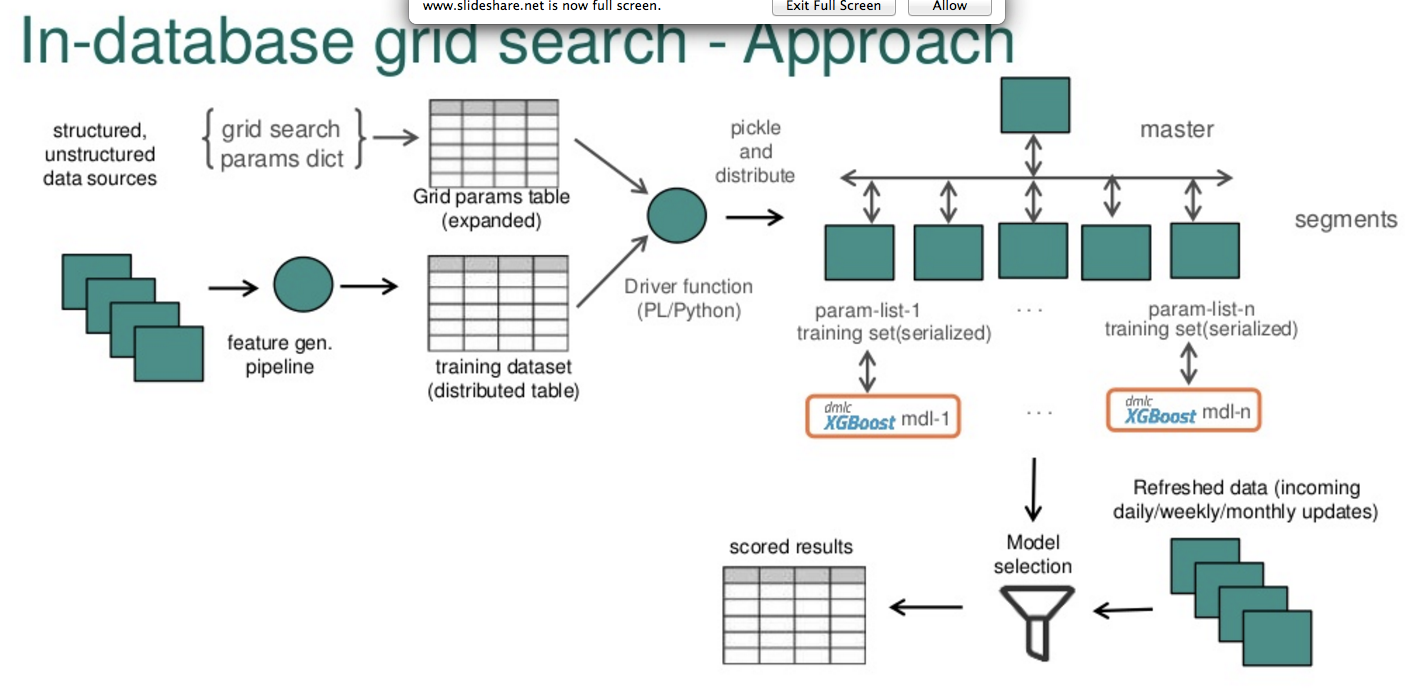 www.slideshare.net is now full screen.
Exit Full Screen
Allow
In-database grid search - Approach
structured,
unstructured
data sources
grid search
params dict
Grid params table
(expanded)
feature gen.
pipeline
training dataset
(distributed table)
Driver function
(PL/Python)
pickle
and
distribute
master
segments
param-list-1
training set(serialized)
. . .
param-list-n
training set(serialized)
dmlc
XGBoost mdl-1
. . .
dmlc
XGBoost mdl-n
Refreshed data (incoming
daily/weekly/monthly updates)
Model
selection
scored results